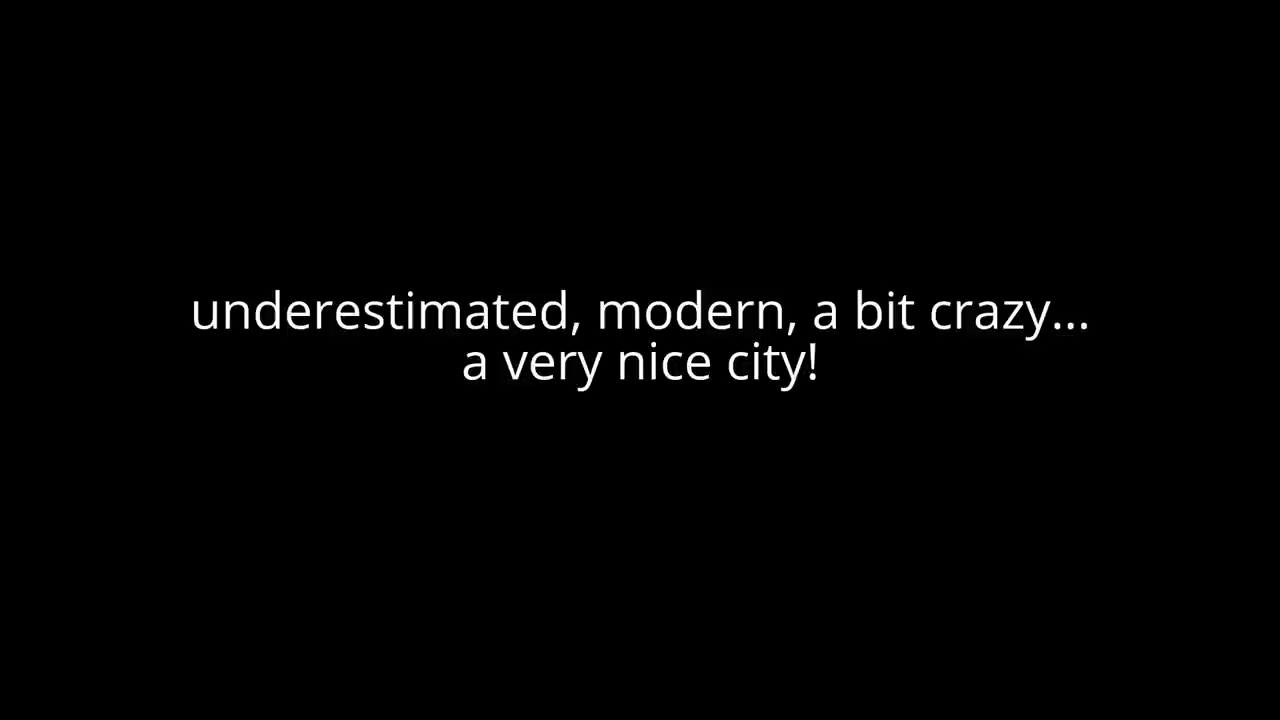 underestimated, modern, a bit crazy...
a very nice city!